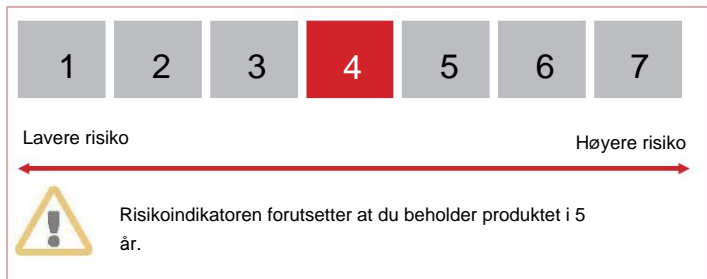 1 2 3 4 5 6 7
Lavere risiko
Høyere risiko
Risikoindikatoren forutsetter at du beholder produktet i 5
år.